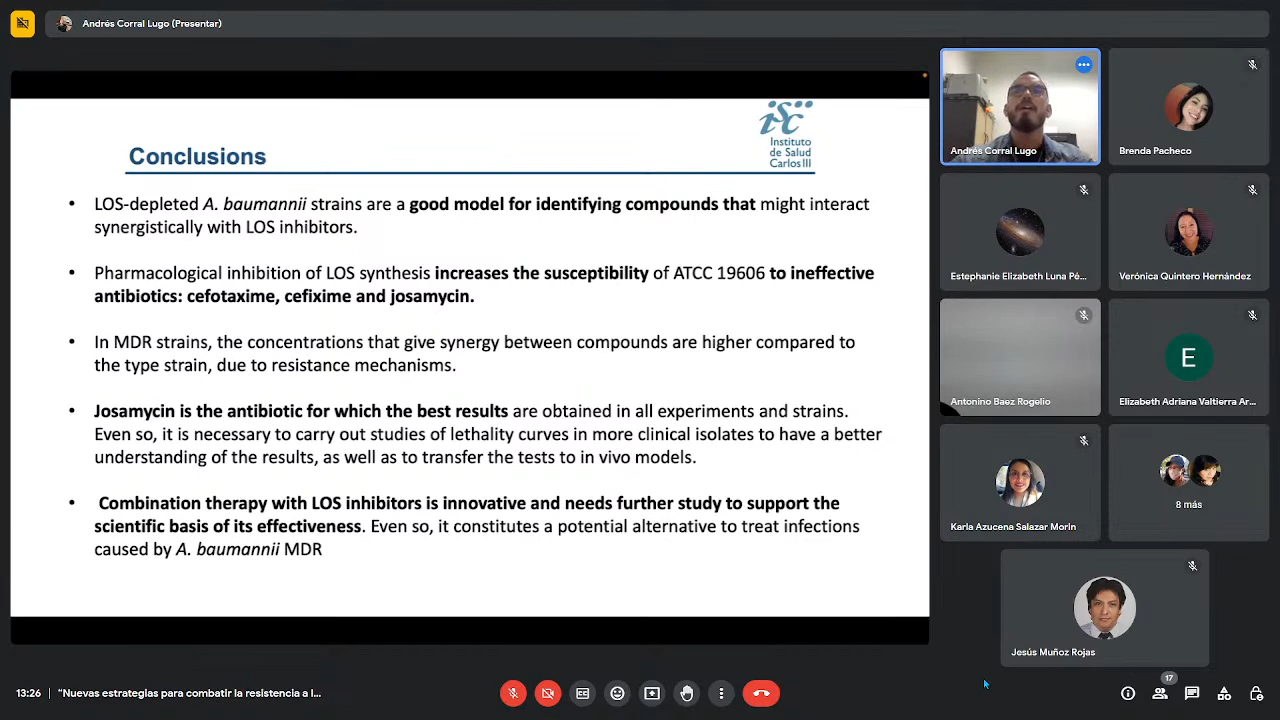 Andrés Corral Lugo (Presentar)
isc
Instituto
de Salud
Carlos III
Conclusions
• LOS-depleted A. baumannii strains are a good model for identifying compounds that might interact
synergistically with LOS inhibitors.
• Pharmacological inhibition of LOS synthesis increases the susceptibility of ATCC 19606 to ineffective
antibiotics: cefotaxime, cefixime and josamycin.
• In MDR strains, the concentrations that give synergy between compounds are higher compared to
the type strain, due to resistance mechanisms.
• Josamycin is the antibiotic for which the best results are obtained in all experiments and strains.
Even so, it is necessary to carry out studies of lethality curves in more clinical isolates to have a better
understanding of the results, as well as to transfer the tests to in vivo models.
• Combination therapy with LOS inhibitors is innovative and needs further study to support the
scientific basis of its effectiveness. Even so, it constitutes a potential alternative to treat infections
caused by A. baumannii MDR
Andrés Corral Lugo
Brenda Pacheco
Estephanie Elizabeth Luna Pé...
Verónica Quintero Hernández
Antonino Baez Rogelio
E
Elizabeth Adriana Valtierra Ar...
Karla Azucena Salazar Morin
8 más
Jesús Muñoz Rojas
13:26 | "Nuevas estrategias para combatir la resistencia a l...
17